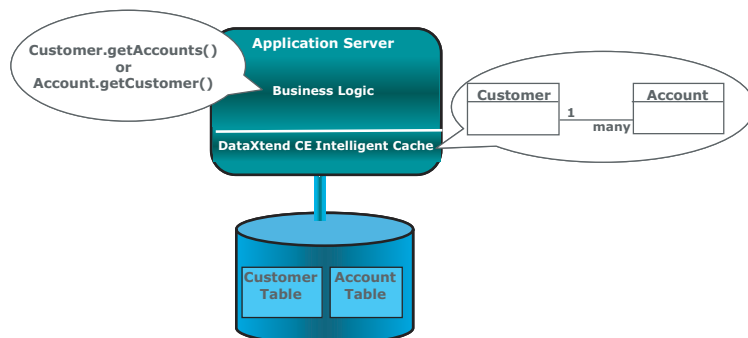 Customer.getAccounts()
or
Account.getCustomer()
Application Server
Business Logic
DataXtend CE Intelligent Cache
Customer
Account
1
many
Customer
Table
Account
Table